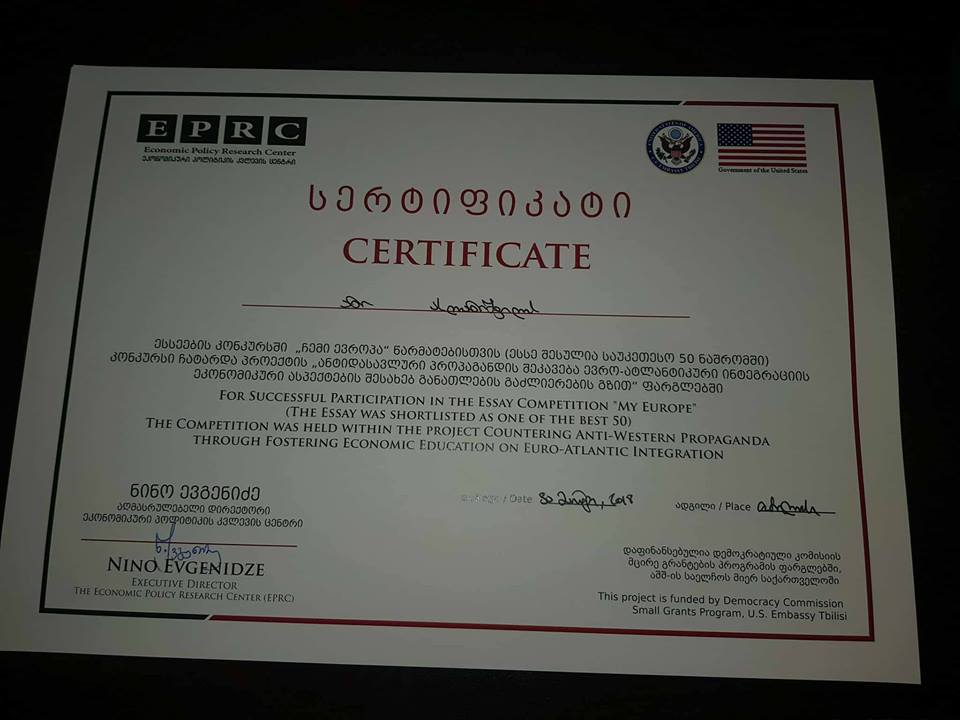 EPRC
Economic Policy Research Center
ეკონომიკური პოლიტიკის კვლევის ცენტრი
Government of the United States
სერტიფიკატი
CERTIFICATE
ესსეების კონკურსში „ჩემი ევროპა“ წარმატებისთვის (ესსე შესულია საუკეთესო 50 ნაშრომში)
კონკურსი ჩატარდა პროექტის „ანტიდასავლური პროპაგანდის შეკავება ევრო-ატლანტიკური ინტეგრაციის
ეკონომიკური ასპექტების შესახებ განათლების გაძლიერების გზით“ ფარგლებში
FOR SUCCESSFUL PARTICIPATION IN THE ESSAY COMPETITION "MY EUROPE"
(THE ESSAY WAS SHORTLISTED AS ONE OF THE BEST 50)
THE COMPETITION WAS HELD WITHIN THE PROJECT COUNTERING ANTI-WESTERN PROPAGANDA
THROUGH FOSTERING ECONOMIC EDUCATION ON EURO-ATLANTIC INTEGRATION
ნინო ევგენიძე
აღმასრულებელი დირექტორი
ეკონომიკური პოლიტიკის კვლევის ცენტრი
NINO EVGENIDZE
EXECUTIVE DIRECTOR
THE ECONOMIC POLICY RESEARCH CENTER (EPRC)
/ Date 2018
ადგილი / Place
დაფინანსებულია დემოკრატიული კომისიის
მცირე გრანტების პროგრამის ფარგლებში,
აშშ-ის საელჩოს მიერ საქართველოში
This project is funded by Democracy Commission
Small Grants Program, U.S. Embassy Tbilisi